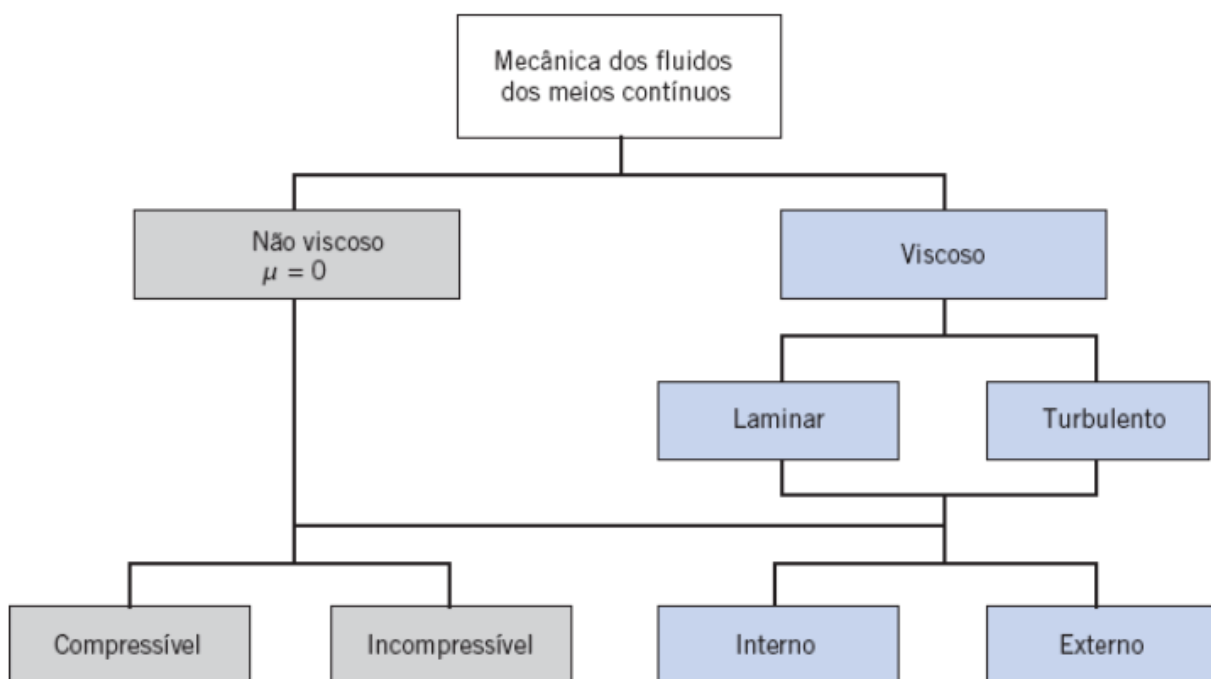 Mecânica dos fluidos
dos meios contínuos
Não viscoso
μ = 0
Viscoso
Laminar
Turbulento
Compressível
Incompressível
Interno
Externo